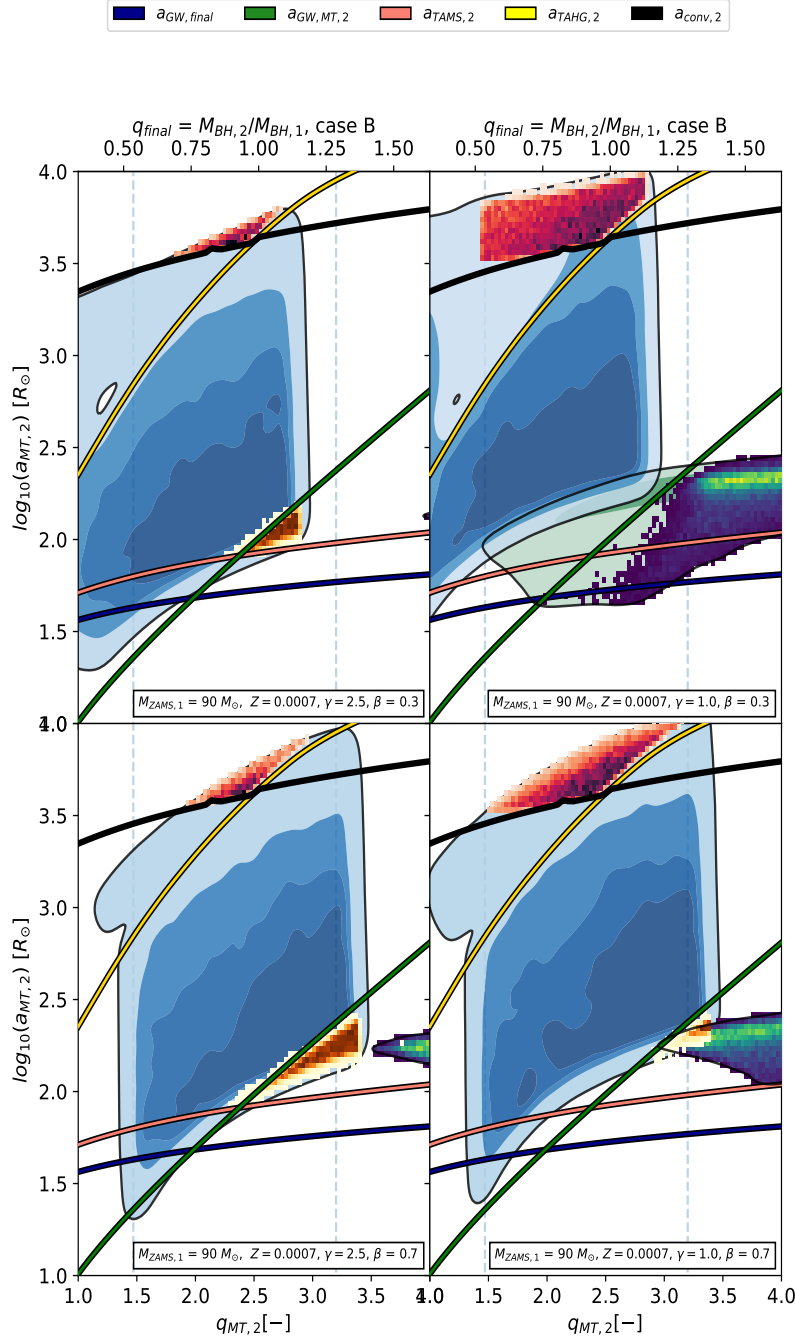 a_{GW, final} a_{GW, MT, 2} a_{TAMS, 2} a_{TAHG, 2} a_{conv, 2}
q_{final} = M_{BH, 2}/M_{BH, 1}, case B q_{final} = M_{BH, 2}/M_{BH, 1}, case B
0.50 0.75 1.00 1.25 1.50 0.50 0.75 1.00 1.25 1.50
4.0
3.5
3.0
2.5
2.0
1.5
1.0
log_{10}(a_{MT, 2}) [R_⊙]
M_{ZAMS, 1} = 90 M_⊙, Z = 0.0007, γ = 2.5, β = 0.3
M_{ZAMS, 1} = 90 M_⊙, Z = 0.0007, γ = 1.0, β = 0.3
4.0
3.5
3.0
2.5
2.0
1.5
1.0
log_{10}(a_{MT, 2}) [R_⊙]
M_{ZAMS, 1} = 90 M_⊙, Z = 0.0007, γ = 2.5, β = 0.7
M_{ZAMS, 1} = 90 M_⊙, Z = 0.0007, γ = 1.0, β = 0.7
1.0 1.5 2.0 2.5 3.0 3.5 4.0 1.0 1.5 2.0 2.5 3.0 3.5 4.0
q_{MT, 2}[−] q_{MT, 2}[−]